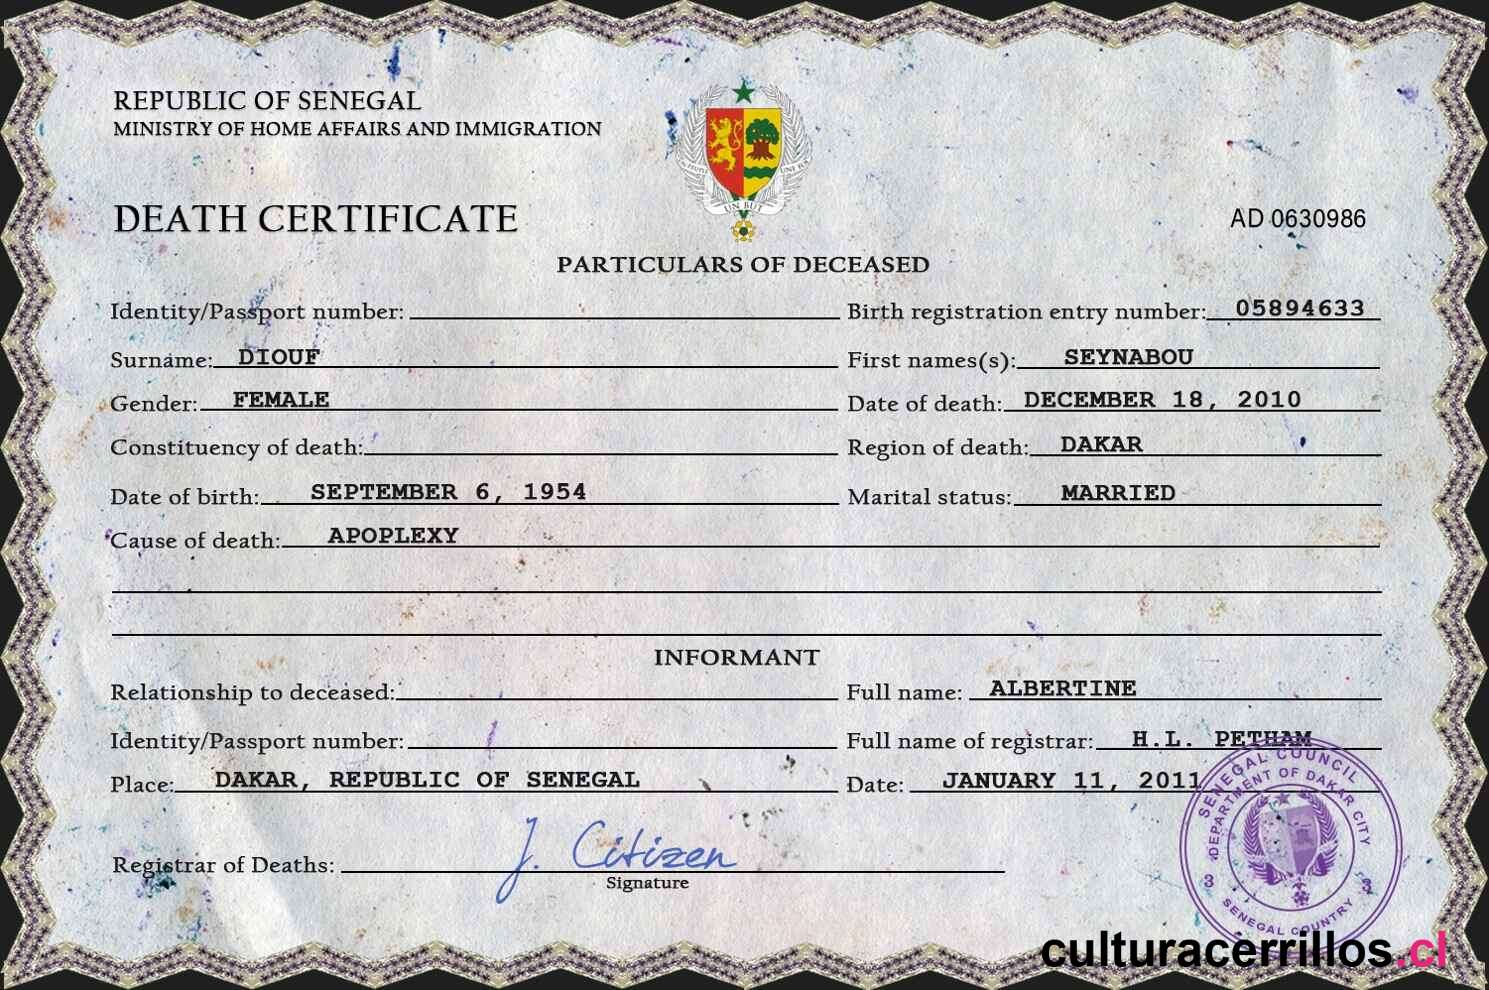 REPUBLIC OF SENEGAL
MINISTRY OF HOME AFFAIRS AND IMMIGRATION
DEATH CERTIFICATE
UN BUT
AD 0630986
PARTICULARS OF DECEASED
Identity/Passport number:
Birth registration entry number: 05894633
Surname: DIOUF
First names(s): SEYNABOU
Gender: FEMALE
Date of death: DECEMBER 18, 2010
Constituency of death:
Region of death: DAKAR
Date of birth: SEPTEMBER 6, 1954
Marital status: MARRIED
Cause of death: APOPLEXY
INFORMANT
Relationship to deceased:
Full name: ALBERTINE
Identity/Passport number:
Full name of registrar: H.L. PETHAM
Place: DAKAR, REPUBLIC OF SENEGAL
Date: JANUARY 11, 2011
Registrar of Deaths: J. Citizen
Signature
SENEGAL COUNCIL
DEPARTMENT OF DAKAR CITY
3 3
SENEGAL COUNTRY
culturacerrillos.cl